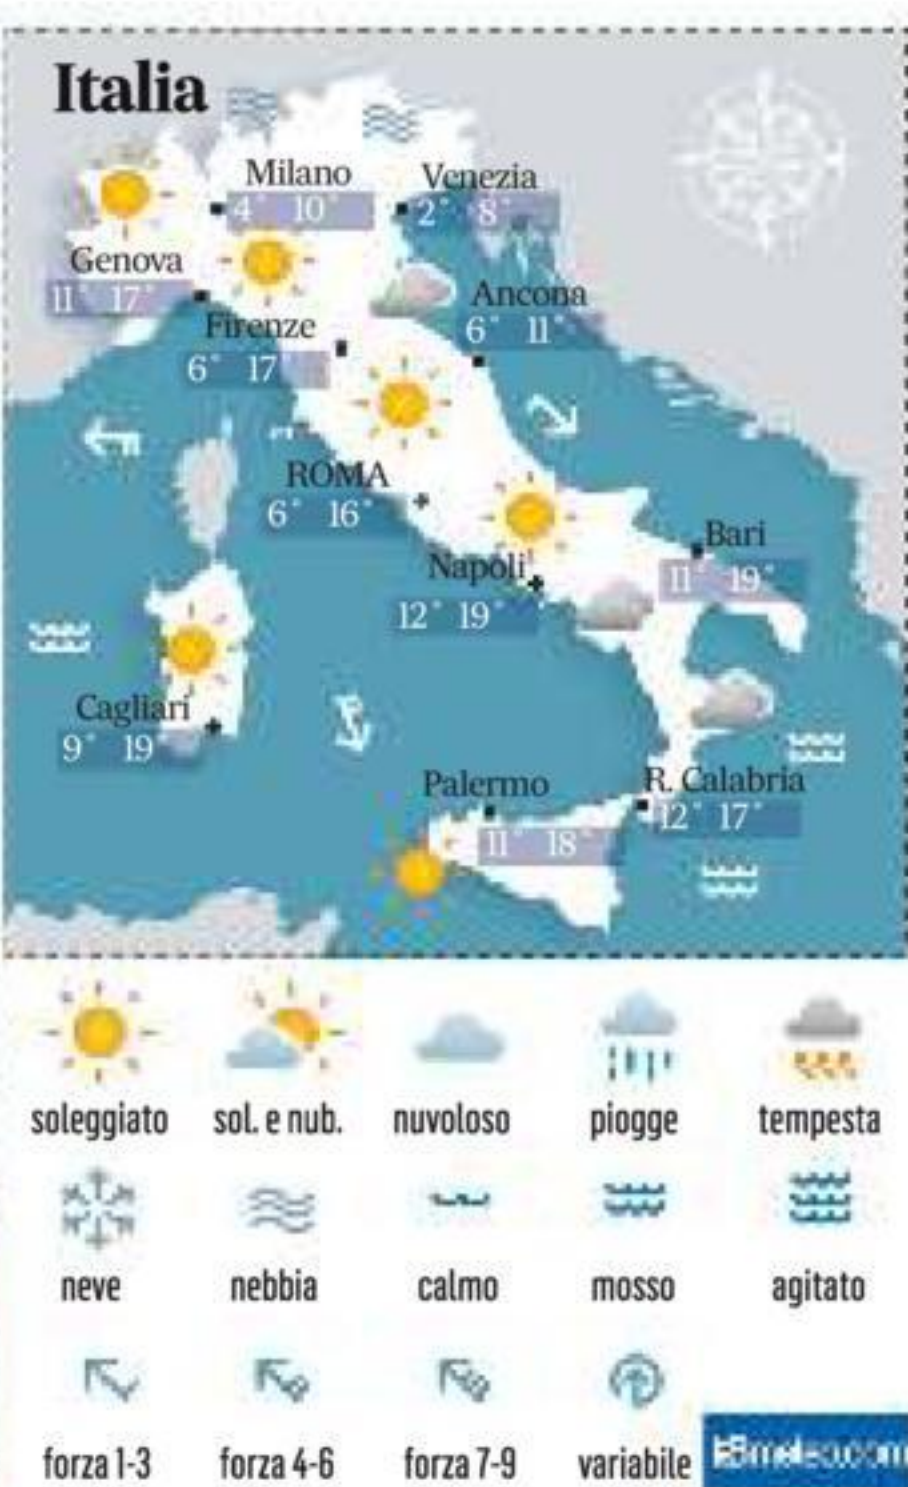 Italia
Milano
4° 10°
Venezia
2° 8°
Genova
11° 17°
Ancona
6° 11°
Firenze
6° 17°
ROMA
6° 16°
Bari
11° 19°
Napoli
12° 19°
Cagliari
9° 19°
Palermo
11° 18°
R. Calabria
12° 17°
soleggiato sol. e nub. nuvoloso piogge tempesta
neve nebbia calmo mosso agitato
forza 1-3 forza 4-6 forza 7-9 variabile